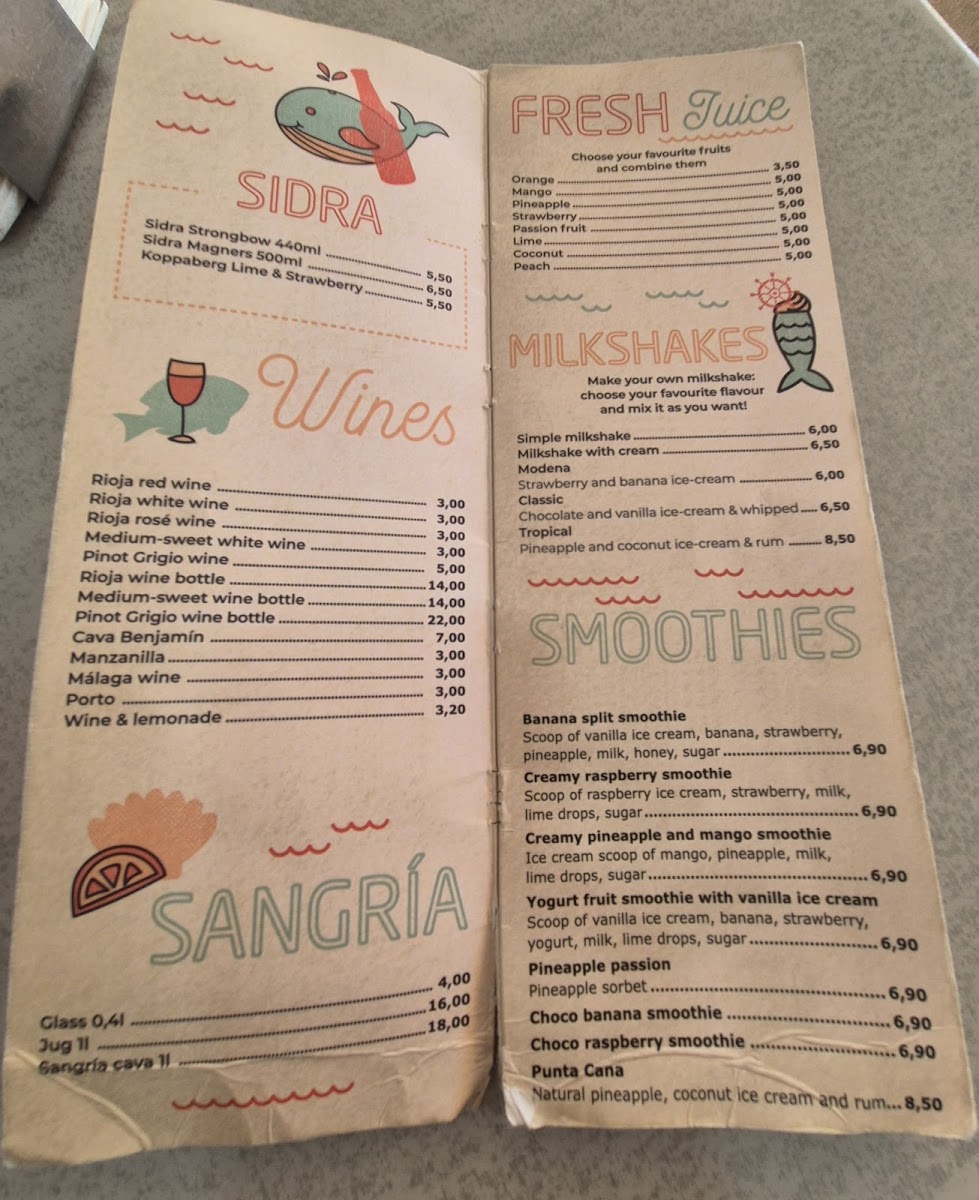 SIDRA
Sidra Strongbow 440ml 5,50
Sidra Magners 500ml 6,50
Koppaberg Lime & Strawberry 5,50
Wines
Rioja red wine 3,00
Rioja white wine 3,00
Rioja rosé wine 3,00
Medium-sweet white wine 3,00
Pinot Grigio wine 5,00
Rioja wine bottle 14,00
Medium-sweet wine bottle 14,00
Pinot Grigio wine bottle 22,00
Cava Benjamín 7,00
Manzanilla 3,00
Málaga wine 3,00
Porto 3,00
Wine & lemonade 3,20
SANGRÍA
Glass 0,4l 4,00
Jug 1l 16,00
Sangría cava 1l 18,00
FRESH Juice
Choose your favourite fruits
and combine them
Orange 3,50
Mango 5,00
Pineapple 5,00
Strawberry 5,00
Passion fruit 5,00
Lime 5,00
Coconut 5,00
Peach 5,00
MILKSHAKES
Make your own milkshake:
choose your favourite flavour
and mix it as you want!
Simple milkshake 6,00
Milkshake with cream 6,50
Modena
Strawberry and banana ice-cream 6,00
Classic
Chocolate and vanilla ice-cream & whipped 6,50
Tropical
Pineapple and coconut ice-cream & rum 8,50
SMOOTHIES
Banana split smoothie
Scoop of vanilla ice cream, banana, strawberry,
pineapple, milk, honey, sugar 6,90
Creamy raspberry smoothie
Scoop of raspberry ice cream, strawberry, milk,
lime drops, sugar 6,90
Creamy pineapple and mango smoothie
Ice cream scoop of mango, pineapple, milk,
lime drops, sugar 6,90
Yogurt fruit smoothie with vanilla ice cream
Scoop of vanilla ice cream, banana, strawberry,
yogurt, milk, lime drops, sugar 6,90
Pineapple passion
Pineapple sorbet 6,90
Choco banana smoothie 6,90
Choco raspberry smoothie 6,90
Punta Cana
Natural pineapple, coconut ice cream and rum... 8,50